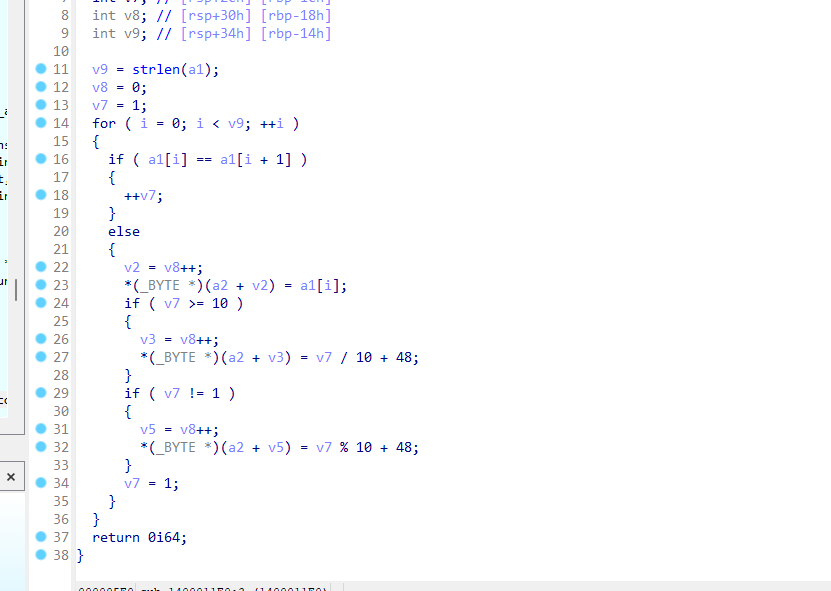 8 int v8; // [rsp+30h] [rbp-18h]
9 int v9; // [rsp+34h] [rbp-14h]
10
11 v9 = strlen(a1);
12 v8 = 0;
13 v7 = 1;
14 for ( i = 0; i < v9; ++i )
15 {
16 if ( a1[i] == a1[i + 1] )
17 {
18 ++v7;
19 }
20 else
21 {
22 v2 = v8++;
23 *(_BYTE *)(a2 + v2) = a1[i];
24 if ( v7 >= 10 )
25 {
26 v3 = v8++;
27 *(_BYTE *)(a2 + v3) = v7 / 10 + 48;
28 }
29 if ( v7 != 1 )
30 {
31 v5 = v8++;
32 *(_BYTE *)(a2 + v5) = v7 % 10 + 48;
33 }
34 v7 = 1;
35 }
36 }
37 return 0i64;
38 }